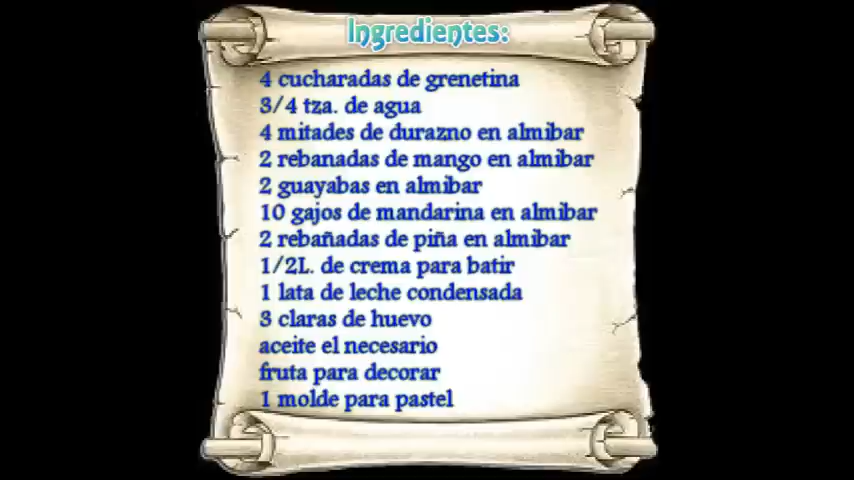 Ingredientes:
4 cucharadas de grenetina
3/4 tza. de agua
4 mitades de durazno en almibar
2 rebanadas de mango en almibar
2 guayabas en almibar
10 gajos de mandarina en almibar
2 rebañadas de piña en almibar
1/2L. de crema para batir
1 lata de leche condensada
3 claras de huevo
aceite el necesario
fruta para decorar
1 molde para pastel